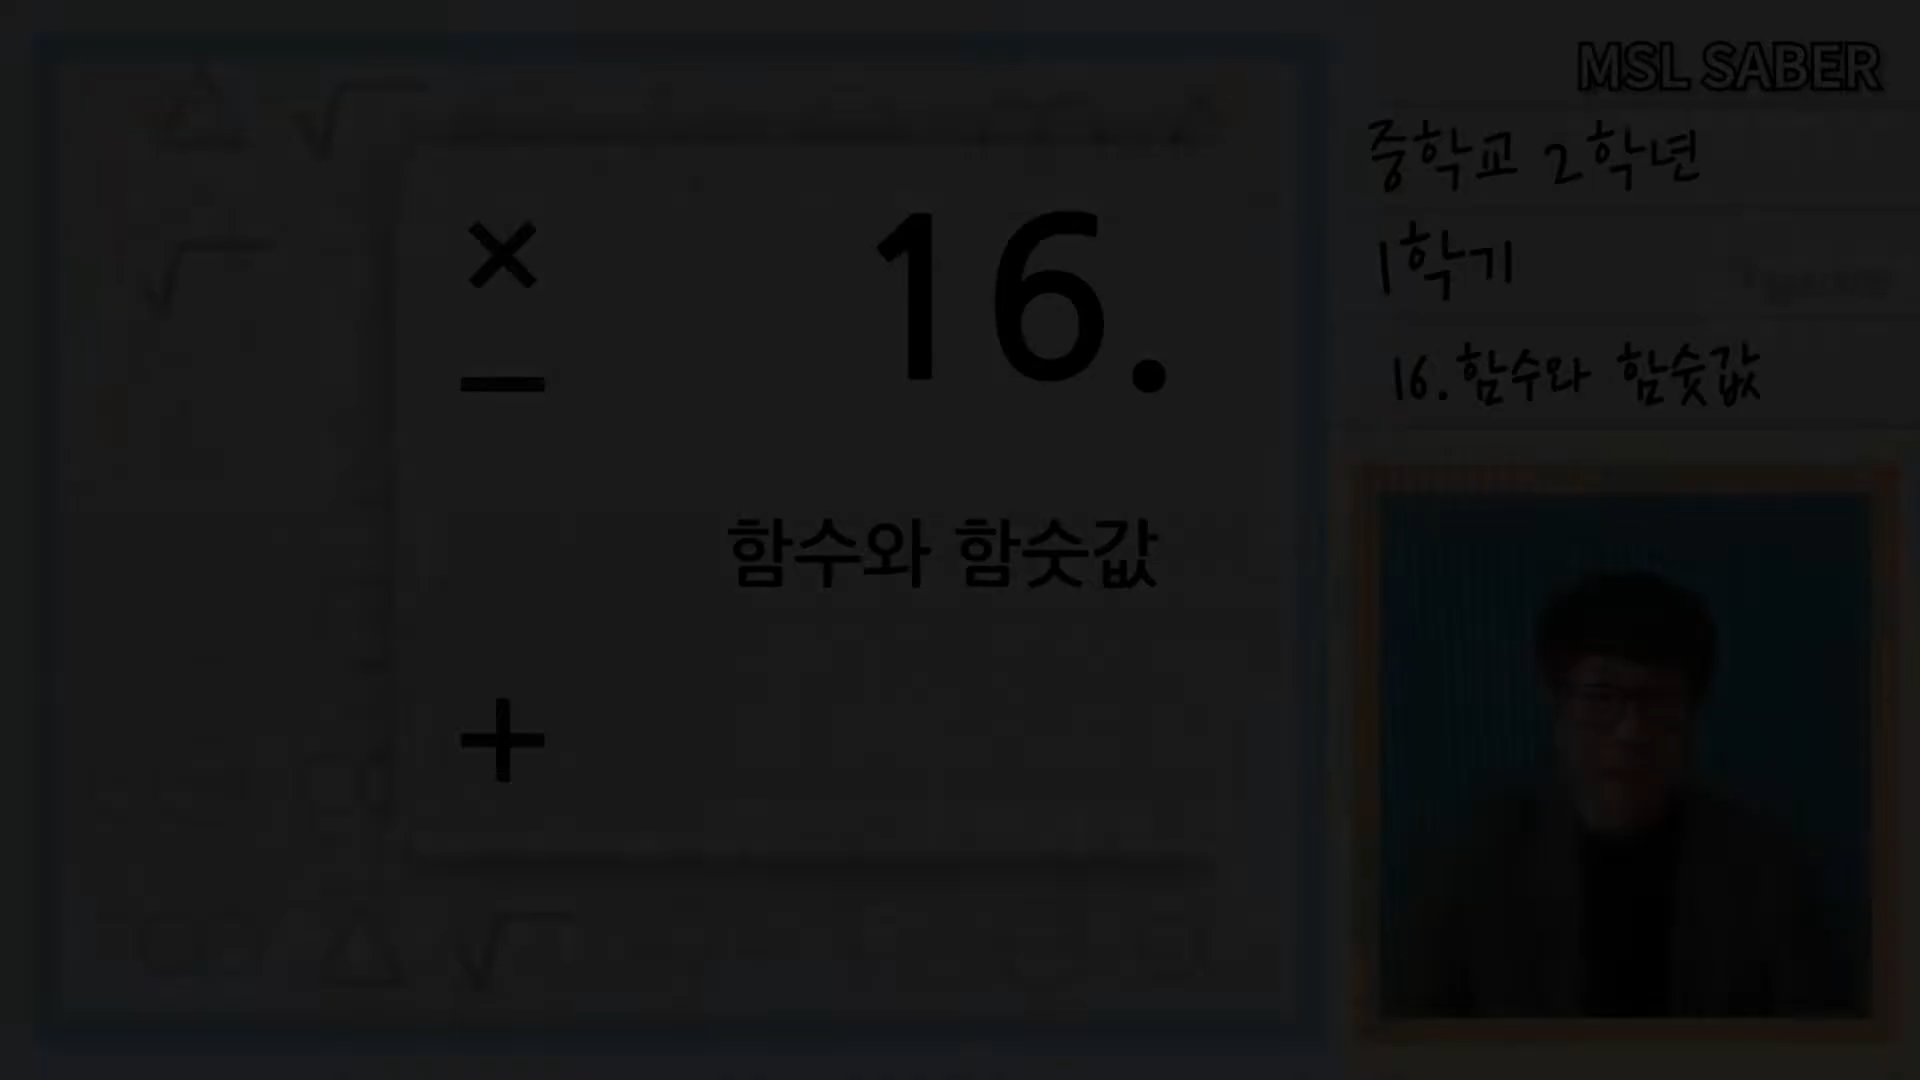 MSL SABER
중학교 2학년
1학기
16. 함수와 함숫값
×
16.
−
함수와 함숫값
+